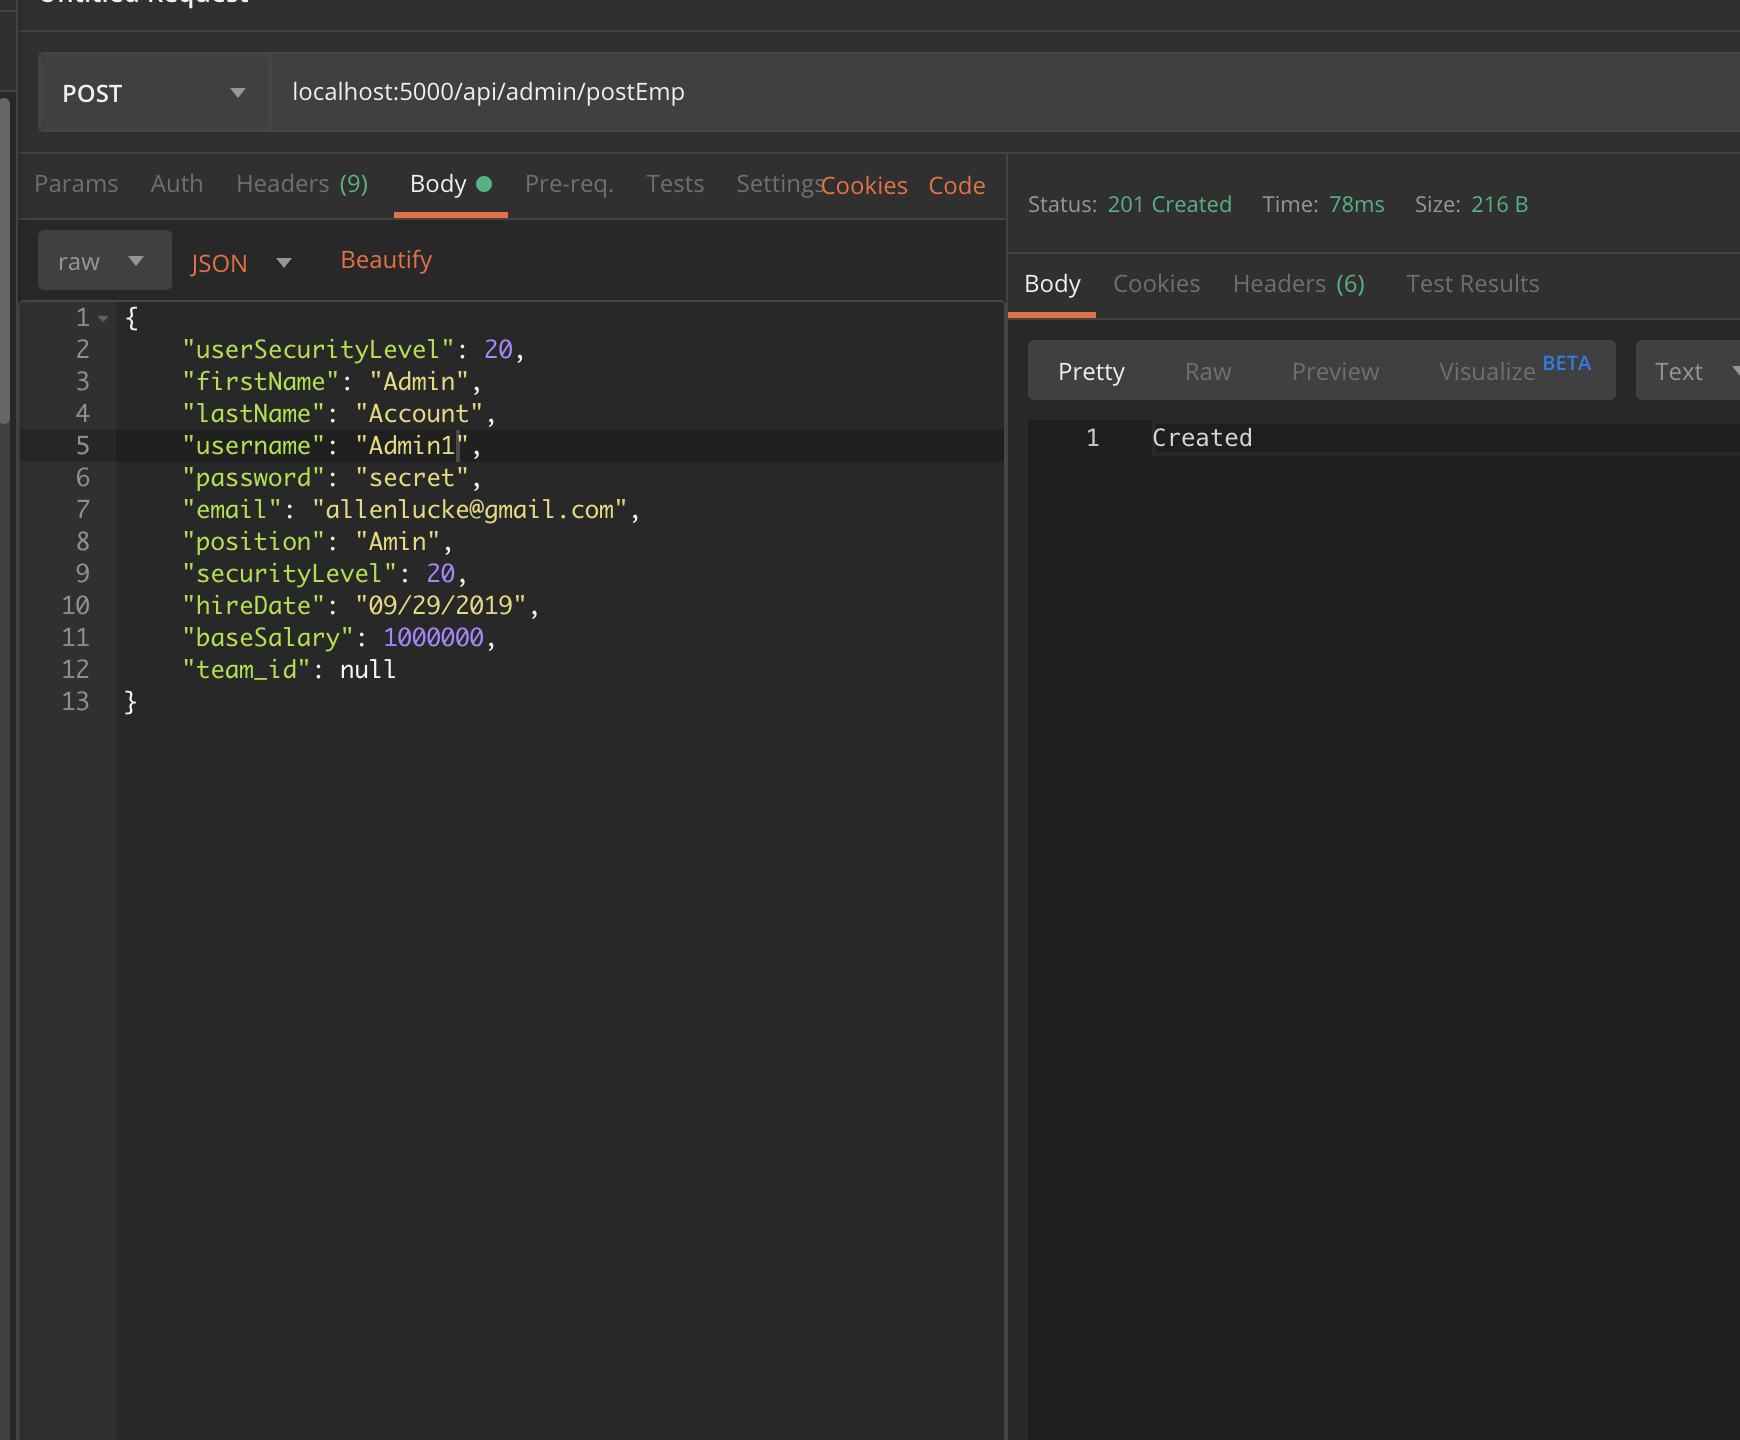 Untitled Request
POST localhost:5000/api/admin/postEmp
Params Auth Headers (9) Body Pre-req. Tests Settings Cookies Code
raw JSON Beautify
1 {
2 "userSecurityLevel": 20,
3 "firstName": "Admin",
4 "lastName": "Account",
5 "username": "Admin1",
6 "password": "secret",
7 "email": "allenlucke@gmail.com",
8 "position": "Amin",
9 "securityLevel": 20,
10 "hireDate": "09/29/2019",
11 "baseSalary": 1000000,
12 "team_id": null
13 }
Status: 201 Created Time: 78ms Size: 216 B
Body Cookies Headers (6) Test Results
Pretty Raw Preview Visualize BETA Text
1 Created